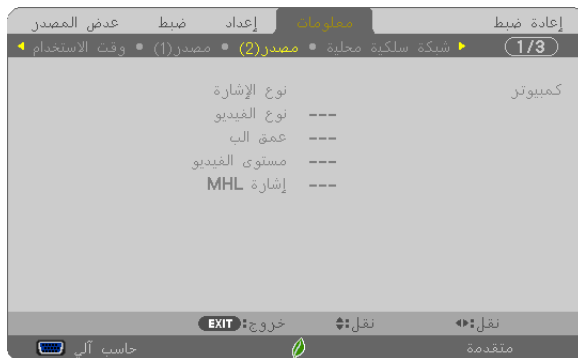 عدض المصدر ضبط إعداد معلومات إعادة ضبط
وقت الاستخدام • مصدر(1) • مصدر(2) • شبكة سلكية محلية 1/3
نوع الإشارة كمبيوتر
نوع الفيديو ---
عمق الب ---
مستوى الفيديو ---
إشارة MHL ---
EXIT:خروج نقل: نقل:
حاسب آلي متقدمة